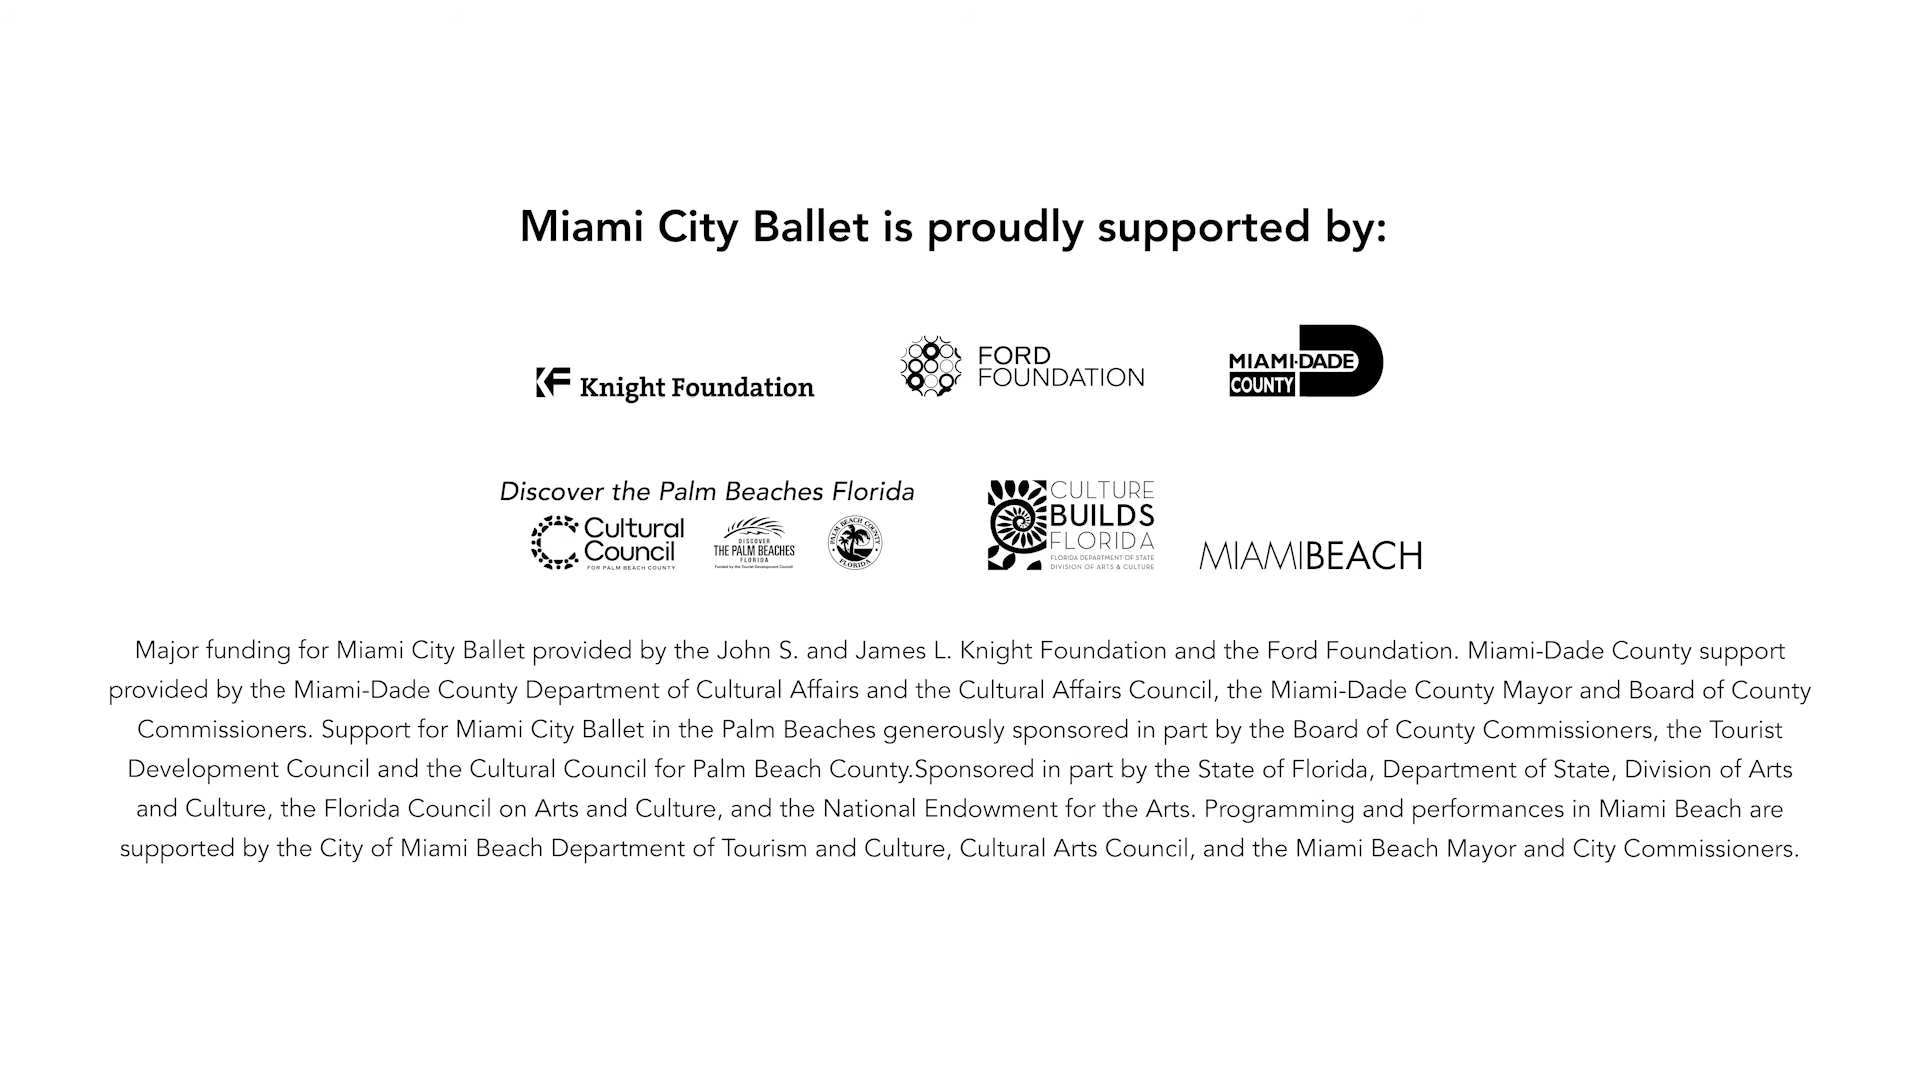 Miami City Ballet is proudly supported by:
KF Knight Foundation
FORD
FOUNDATION
MIAMI-DADE
COUNTY
Discover the Palm Beaches Florida
Cultural
Council
FOR PALM BEACH COUNTY
DISCOVER
THE PALM BEACHES
FLORIDA
Funded by the Tourist Development Council
PALM BEACH COUNTY
FLORIDA
CULTURE
BUILDS
FLORIDA
FLORIDA DEPARTMENT OF STATE
DIVISION OF ARTS & CULTURE
MIAMIBEACH
Major funding for Miami City Ballet provided by the John S. and James L. Knight Foundation and the Ford Foundation. Miami-Dade County support
provided by the Miami-Dade County Department of Cultural Affairs and the Cultural Affairs Council, the Miami-Dade County Mayor and Board of County
Commissioners. Support for Miami City Ballet in the Palm Beaches generously sponsored in part by the Board of County Commissioners, the Tourist
Development Council and the Cultural Council for Palm Beach County.Sponsored in part by the State of Florida, Department of State, Division of Arts
and Culture, the Florida Council on Arts and Culture, and the National Endowment for the Arts. Programming and performances in Miami Beach are
supported by the City of Miami Beach Department of Tourism and Culture, Cultural Arts Council, and the Miami Beach Mayor and City Commissioners.